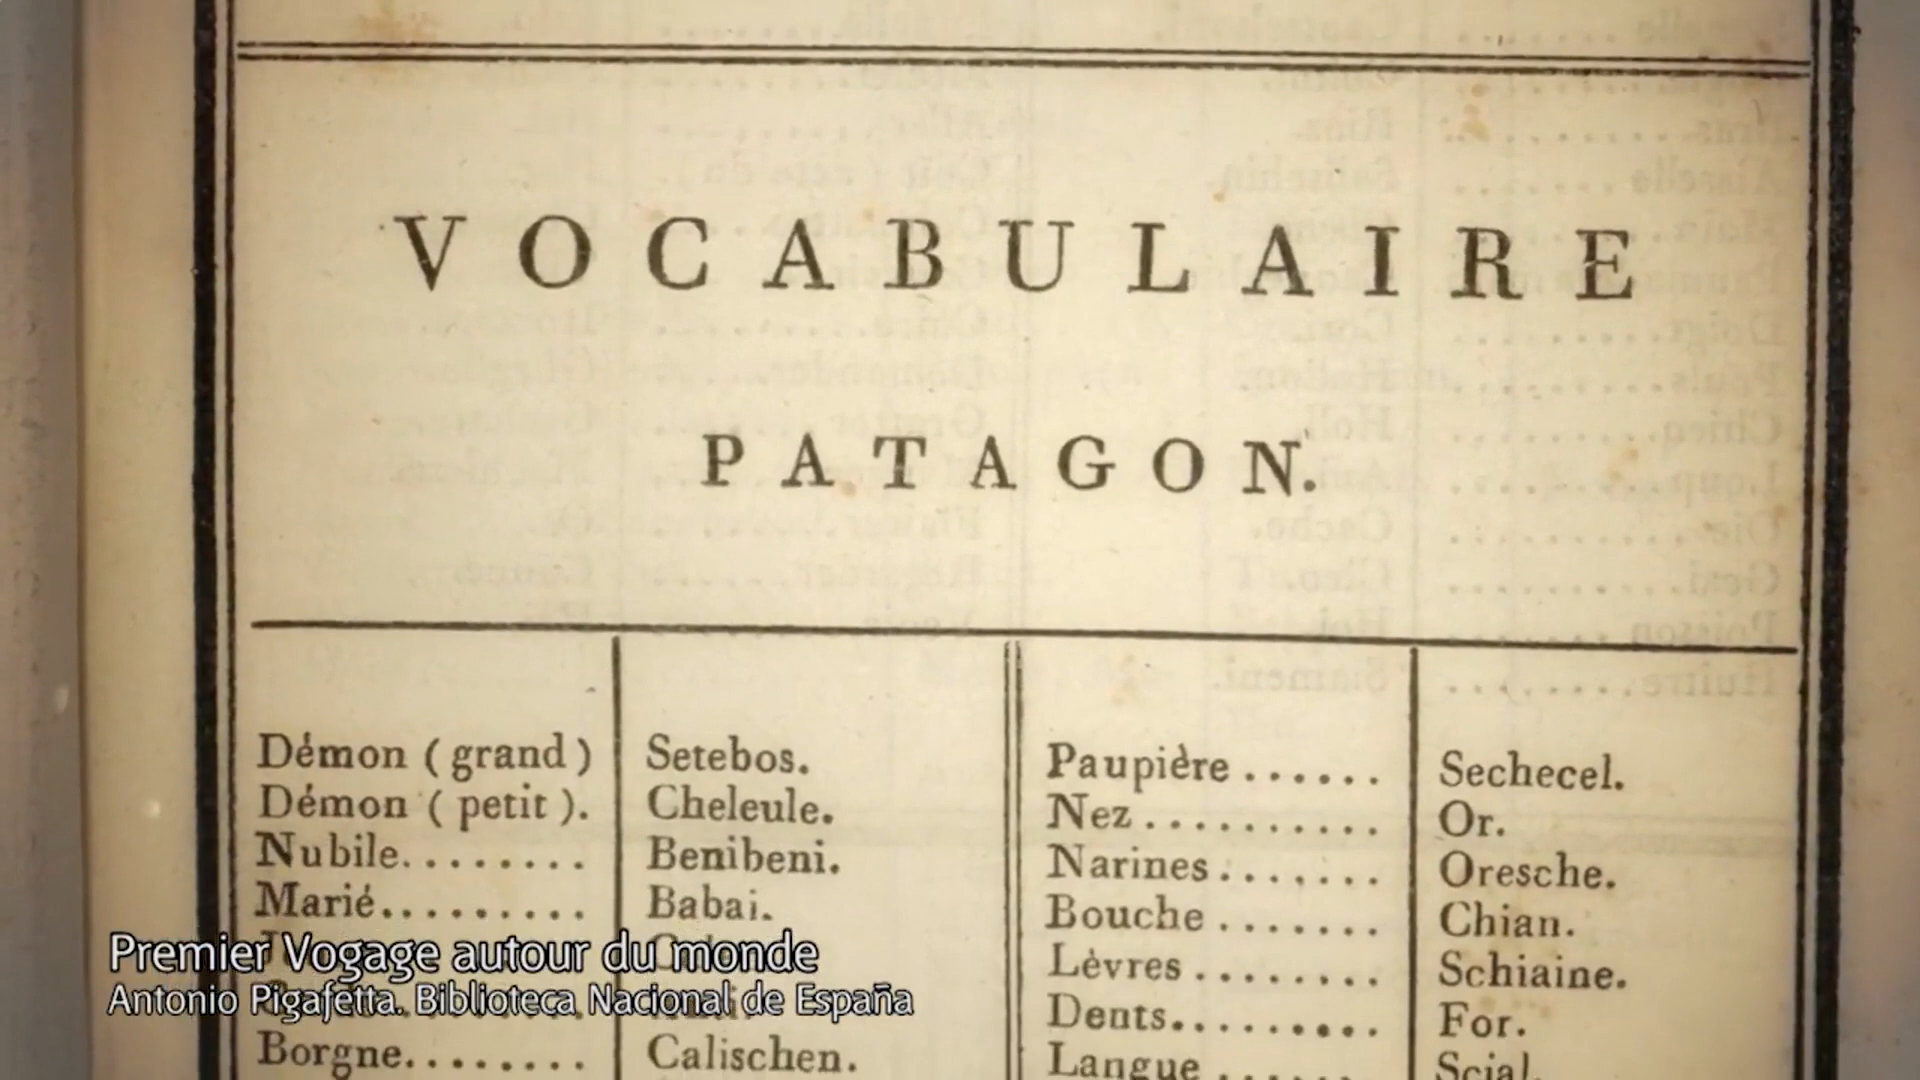 VOCABULAIRE
PATAGON.
Démon (grand) Setebos.
Démon (petit). Cheleule.
Nubile........ Benibeni.
Marié......... Babai.
Borgne........ Calischen.
Paupière...... Sechecel.
Nez.......... Or.
Narines....... Oresche.
Bouche....... Chian.
Lèvres........ Schiaine.
Dents......... For.
Langue...... Scial.
Premier Vogage autour du monde
Antonio Pigafetta. Biblioteca Nacional de España